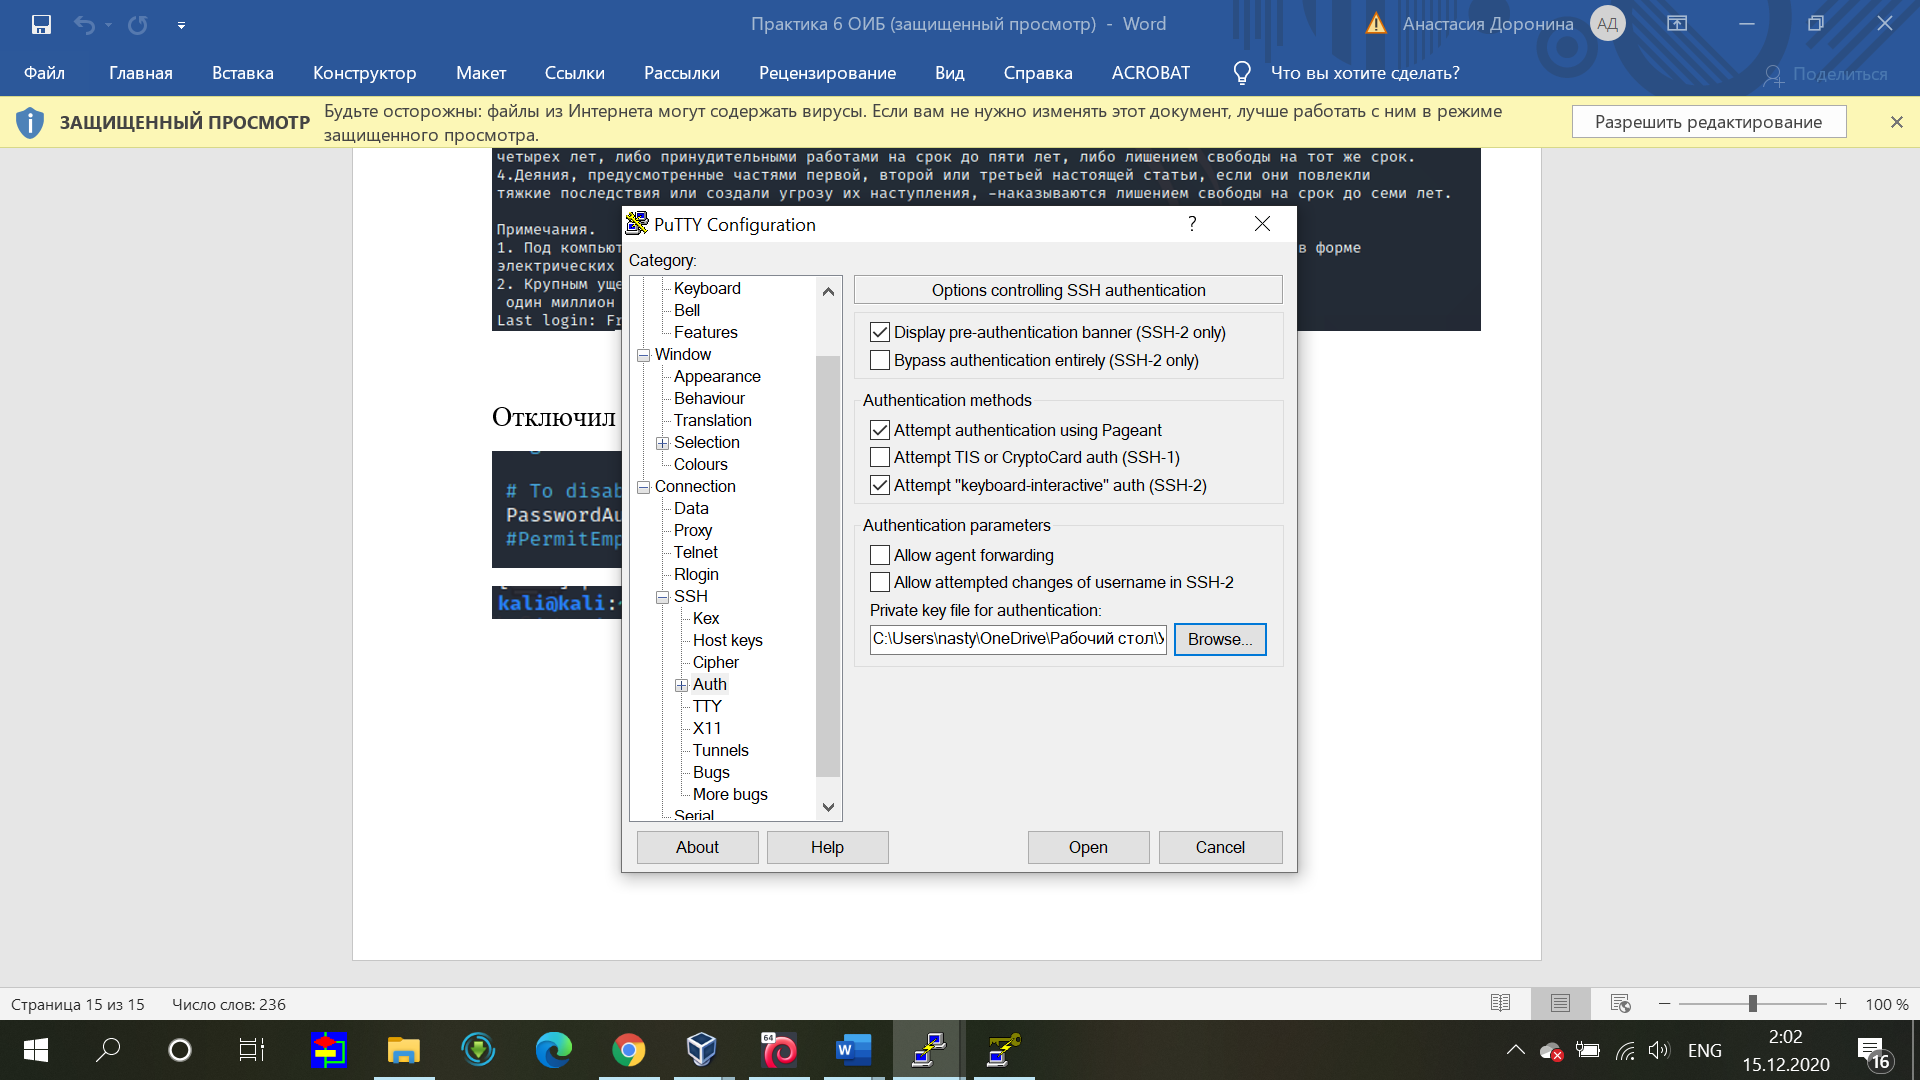 Практика 6 ОИБ (защищенный просмотр) - Word
Анастасия Доронина
АД
Файл Главная Вставка Конструктор Макет Ссылки Рассылки Рецензирование Вид Справка ACROBAT Что вы хотите сделать? Поделиться
ЗАЩИЩЕННЫЙ ПРОСМОТР
Будьте осторожны: файлы из Интернета могут содержать вирусы. Если вам не нужно изменять этот документ, лучше работать с ним в режиме
защищенного просмотра.
Разрешить редактирование
четырех лет, либо принудительными работами на срок до пяти лет, либо лишением свободы на тот же срок.
4.Деяния, предусмотренные частями первой, второй или третьей настоящей статьи, если они повлекли
тяжкие последствия или создали угрозу их наступления, -наказываются лишением свободы на срок до семи лет.
Примечания.
1. Под компьют
в форме
электрических
2. Крупным уще
один миллион
Last login: Fr
Отключил
# To disab
PasswordAu
#PermitEmp
kali@kali:
PuTTY Configuration
?
Category:
Keyboard
Bell
Features
Window
Appearance
Behaviour
Translation
Selection
Colours
Connection
Data
Proxy
Telnet
Rlogin
SSH
Kex
Host keys
Cipher
Auth
TTY
X11
Tunnels
Bugs
More bugs
Serial
Options controlling SSH authentication
Display pre-authentication banner (SSH-2 only)
Bypass authentication entirely (SSH-2 only)
Authentication methods
Attempt authentication using Pageant
Attempt TIS or CryptoCard auth (SSH-1)
Attempt "keyboard-interactive" auth (SSH-2)
Authentication parameters
Allow agent forwarding
Allow attempted changes of username in SSH-2
Private key file for authentication:
C:\Users\nasty\OneDrive\Рабочий стол\У
Browse...
About
Help
Open
Cancel
Страница 15 из 15
Число слов: 236
100 %
64
ENG
2:02
15.12.2020
16